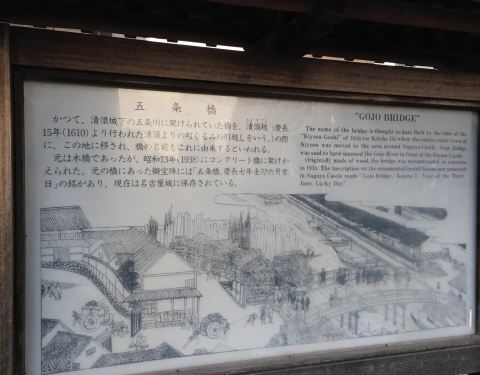 五条橋
かつて、清須城下の五条川に架けられていた橋を、清須越(慶長
15年(1610)より行われた清須よりの町ぐるみの引越しをいう。)の際
に、この地に移され、橋の名前もこれに由来するといわれる。
元は木橋であったが、昭和13年(1938)にコンクリート橋に架けか
えられた。元の橋にあった擬宝珠には「五条橋、慶長七年壬刁六月吉
日」の銘があり、現在は名古屋城に保存されている。
"GOJO BRIDGE"
The name of the bridge is thought to date back to the time of the
"Kiyosu Goshi" of 1610 (or Keicho 15) when the entire castle town of
Kiyosu was moved to the area around Nagoya Castle. Gojo Bridge
was said to have spanned the Gojo River in front of the Kiyosu Castle.
Originally made of wood, the bridge was reconstructed in concrete
in 1938. The inscription on the ornamental
preserved
in Nagoya Castle reads "Gojo Bridge, Keicho 7, Year of the Tiger,
June, Lucky Day".